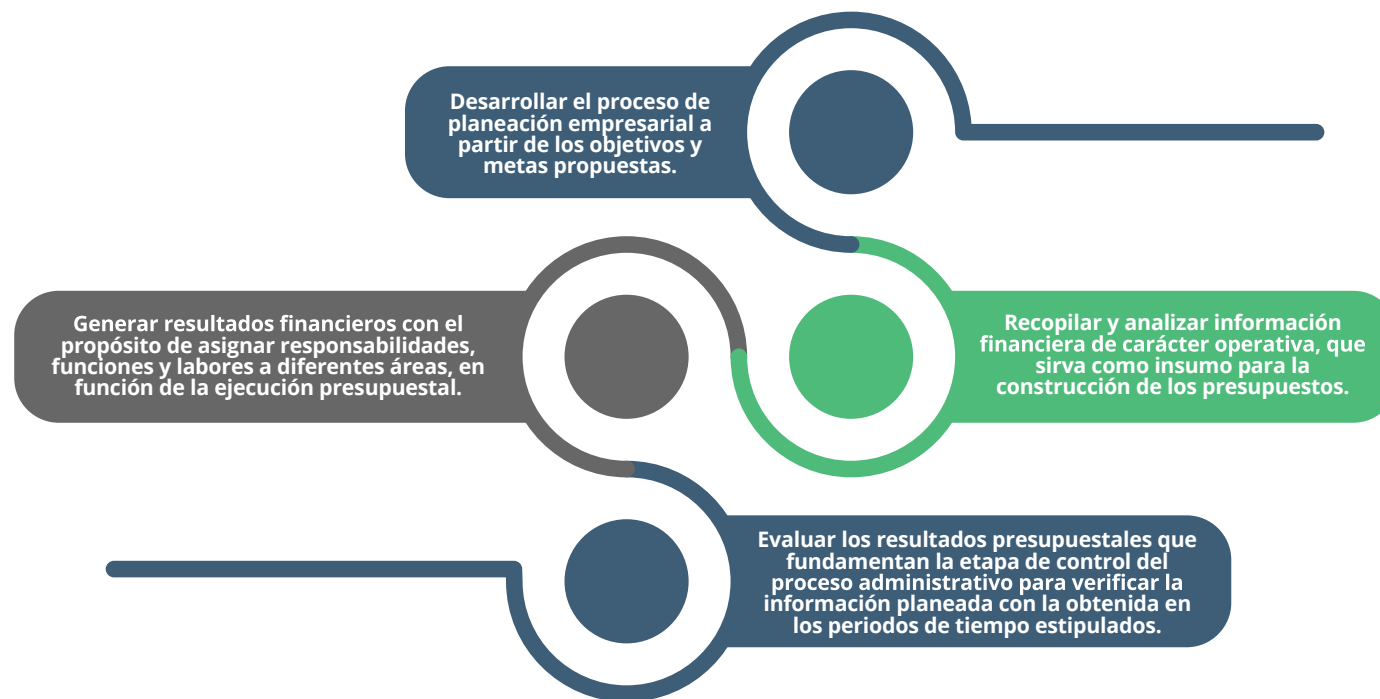 Desarrollar el proceso de
planeación empresarial a
partir de los objetivos y
metas propuestas.
Generar resultados financieros con el
propósito de asignar responsabilidades,
funciones y labores a diferentes áreas, en
función de la ejecución presupuestal.
Recopilar y analizar información
financiera de carácter operativa, que
sirva como insumo para la
construcción de los presupuestos.
Evaluar los resultados presupuestales que
fundamentan la etapa de control del
proceso administrativo para verificar la
información planeada con la obtenida en
los periodos de tiempo estipulados.